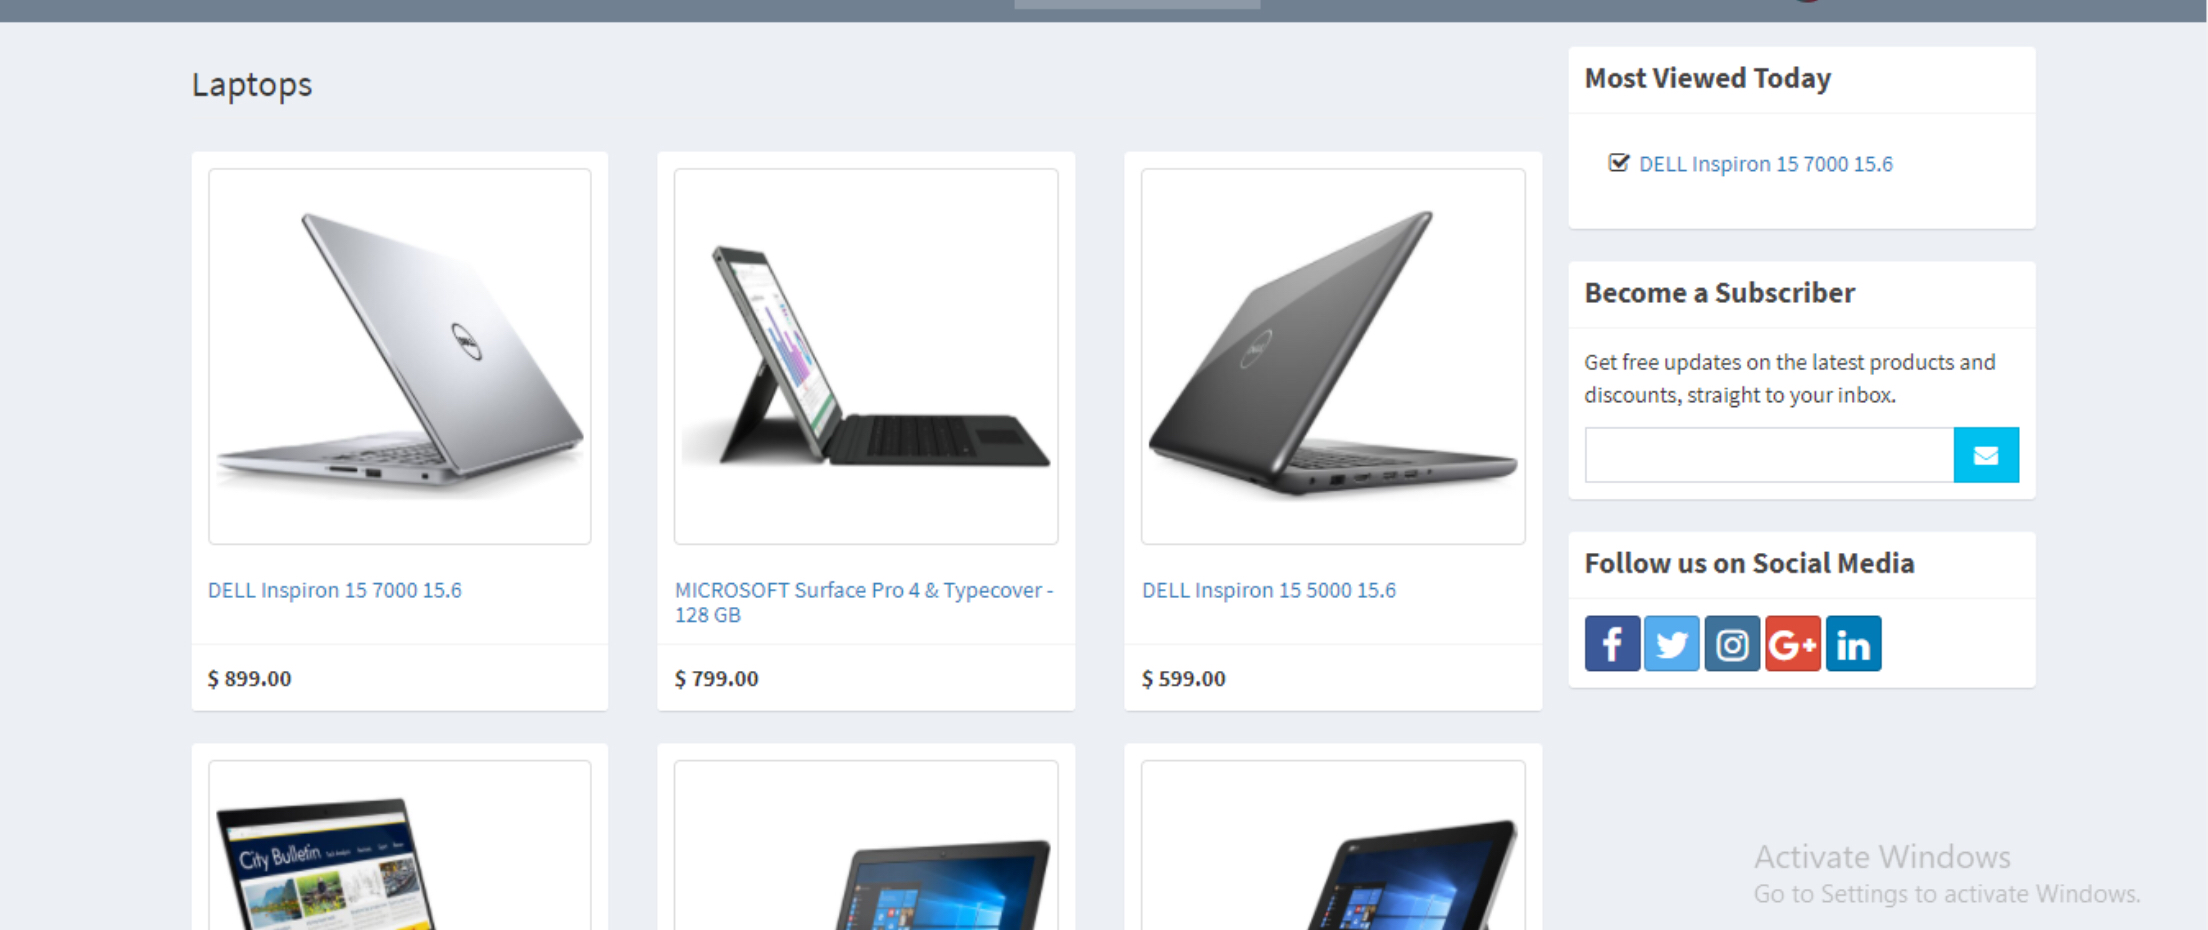 Laptops
DELL Inspiron 15 7000 15.6
$ 899.00
MICROSOFT Surface Pro 4 & Typecover -
128 GB
$ 799.00
DELL Inspiron 15 5000 15.6
$ 599.00
City Bulletin
Most Viewed Today
DELL Inspiron 15 7000 15.6
Become a Subscriber
Get free updates on the latest products and
discounts, straight to your inbox.
Follow us on Social Media
f
G+
in
Activate Windows
Go to Settings to activate Windows.